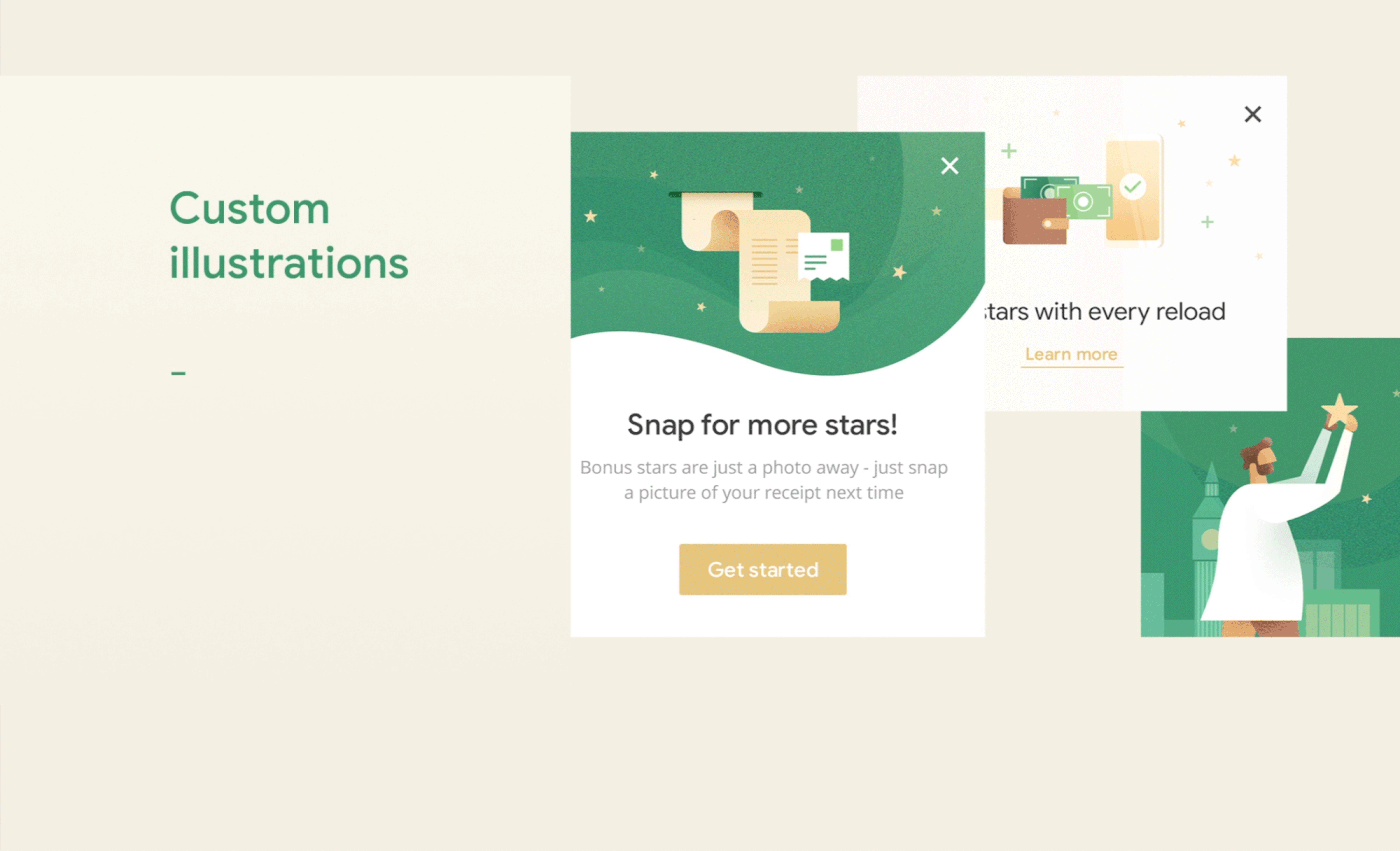 Custom
illustrations
–
Snap for more stars!
Bonus stars are just a photo away - just snap
a picture of your receipt next time
Get started
with every reload
Learn more